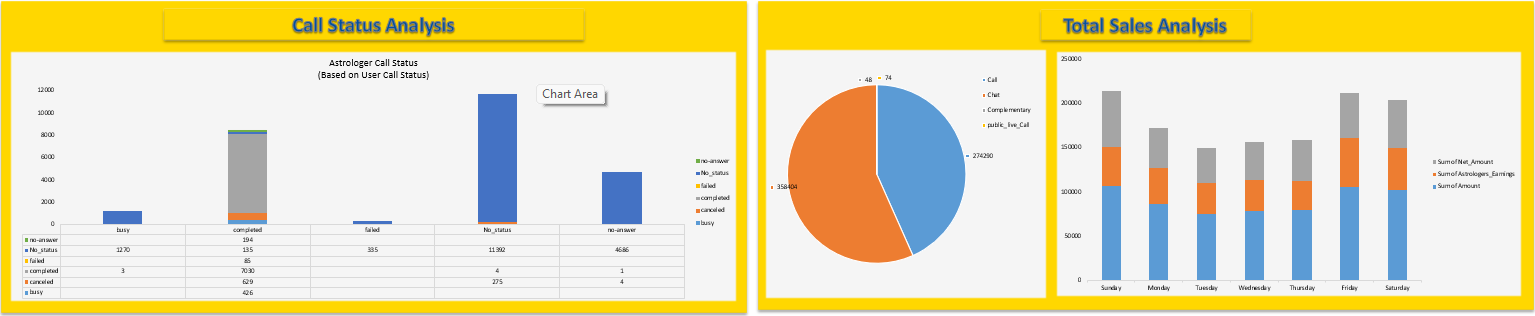 Call Status Analysis
Astrologer Call Status
(Based on User Call Status)
Chart Area
12000
10000
8000
6000
4000
2000
0
no-answer
No_status
failed
completed
canceled
busy
busy completed failed No_status no-answer
no-answer 194
No_status 1270 135 335 11392 4686
failed 85
completed 3 7030 4 1
canceled 629 275 4
busy 426
Total Sales Analysis
48 74
274290
358404
Call
Chat
Complementary
public_live_Call
250000
200000
150000
100000
50000
0
Sunday Monday Tuesday Wednesday Thursday Friday Saturday
Sum of Net_Amount
Sum of Astrologers_Earnings
Sum of Amount